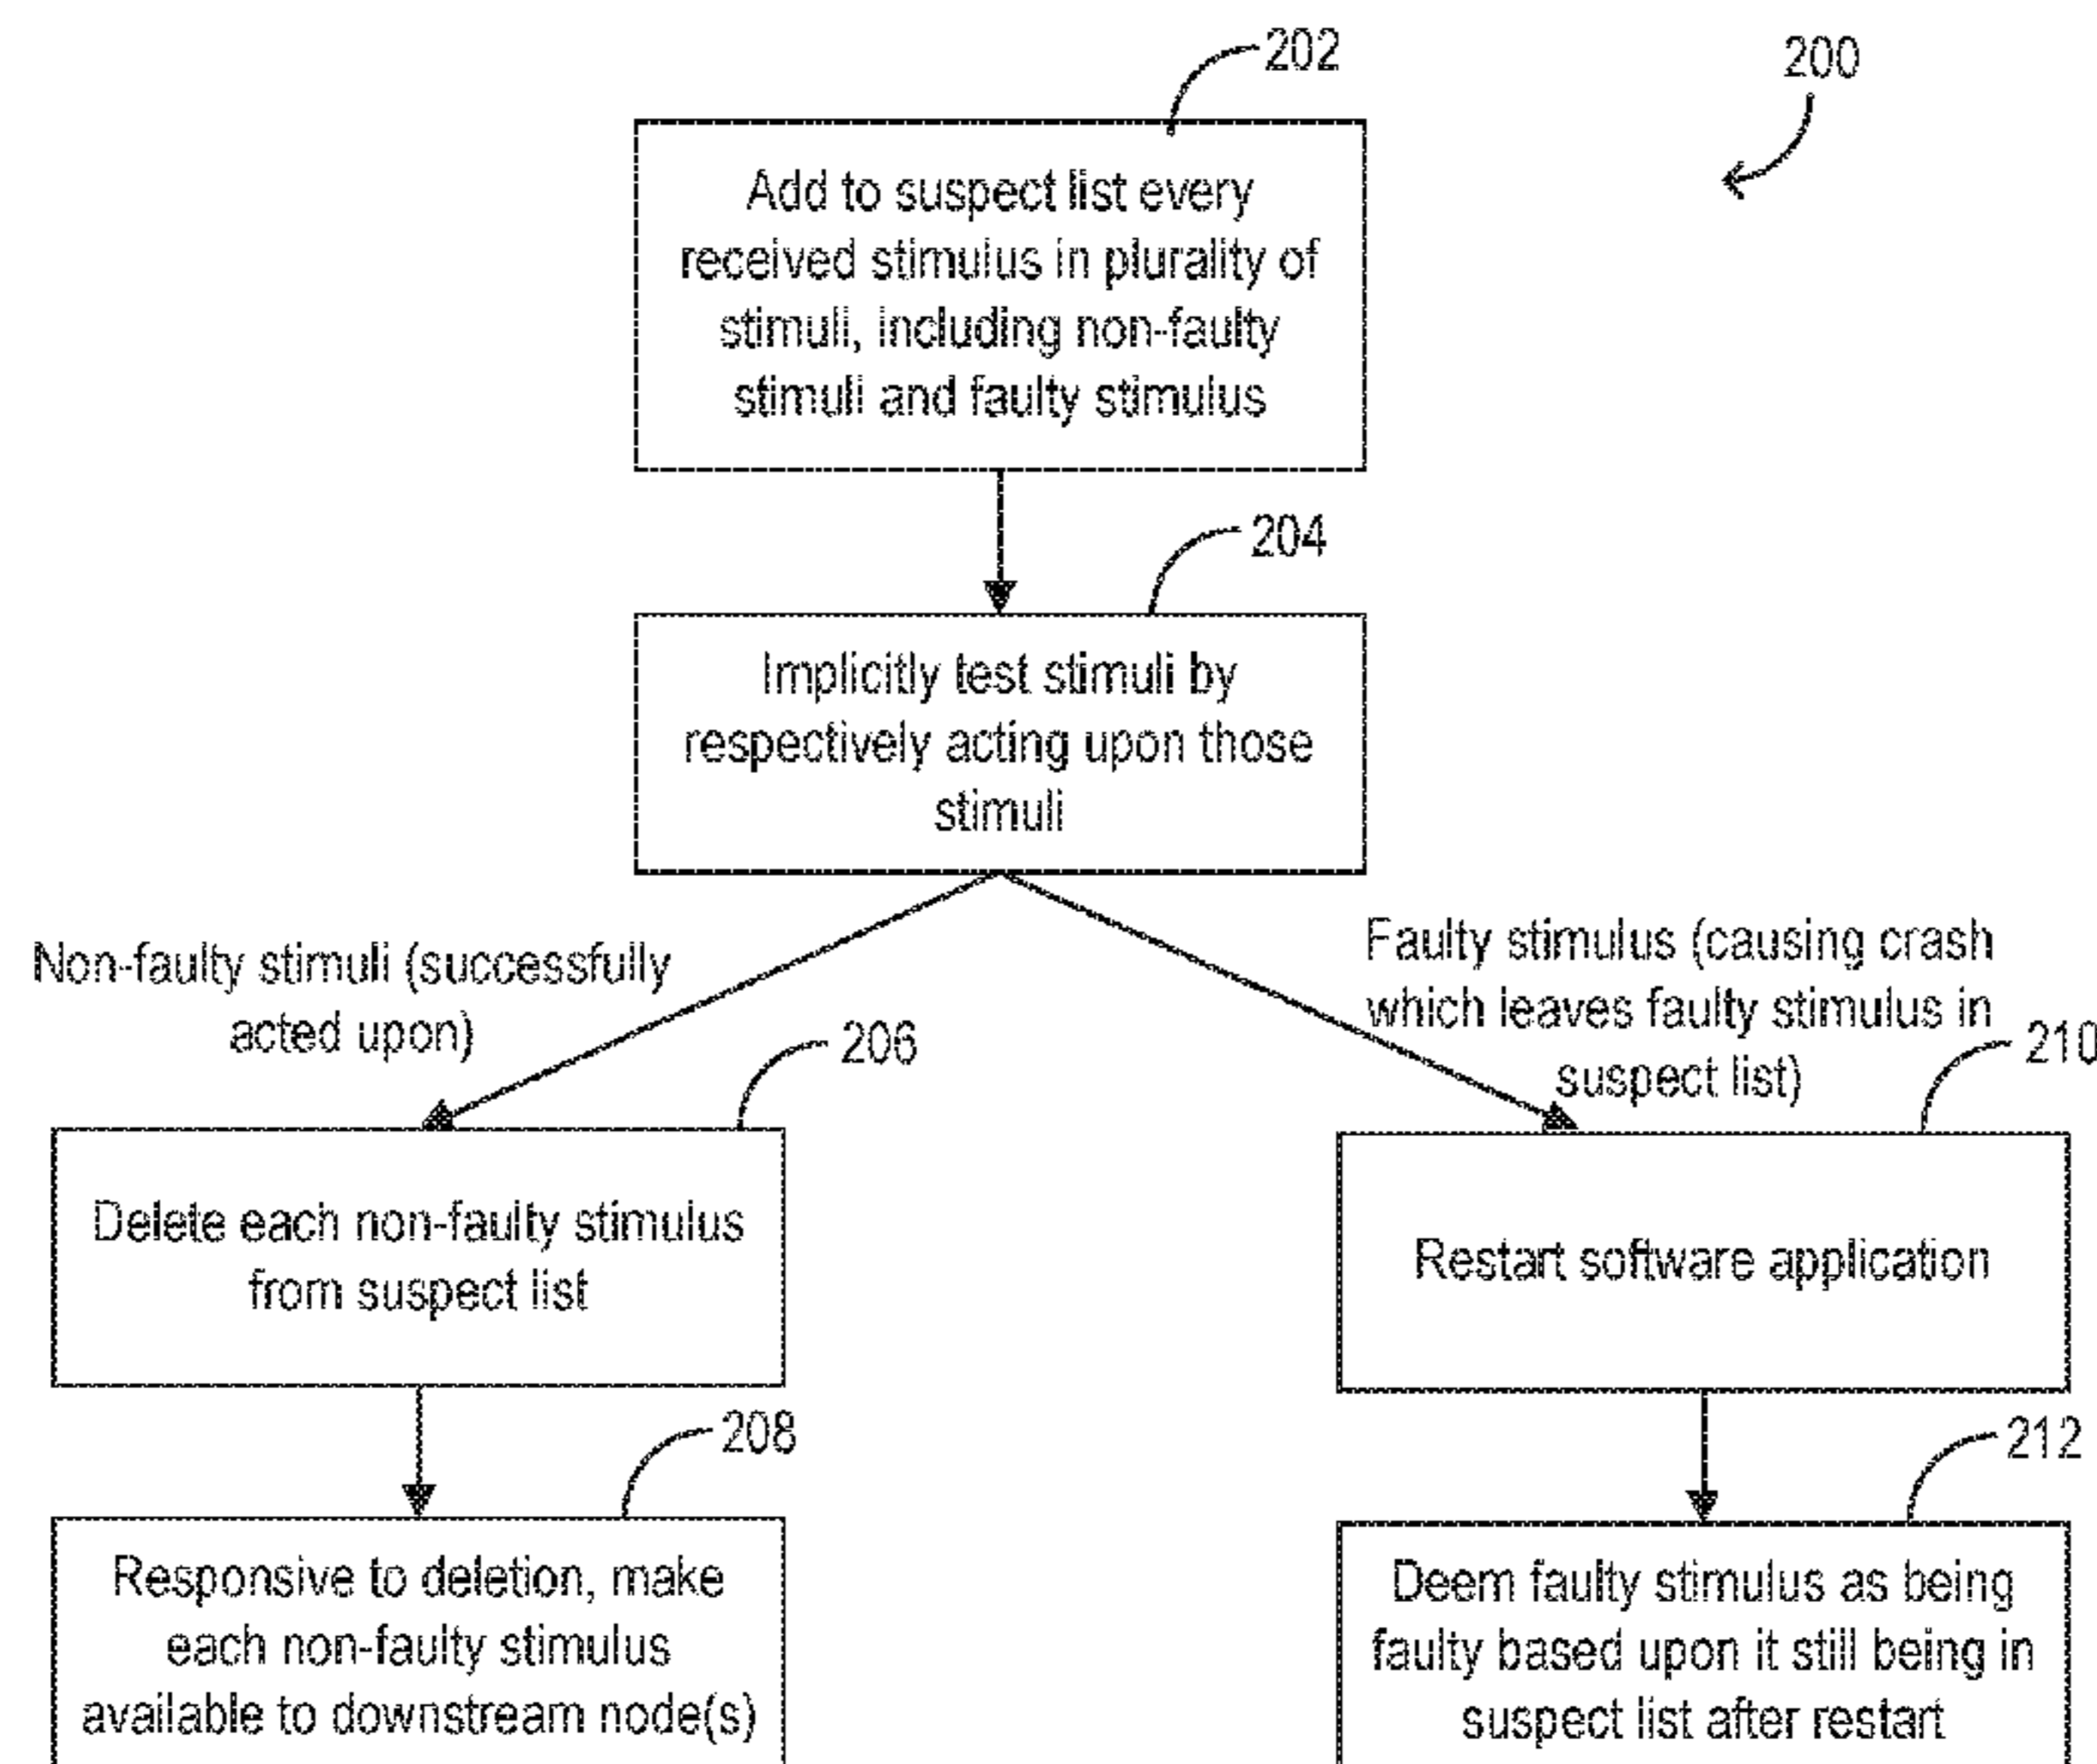 202
200
Add to suspect list every
received stimulus in plurality of
stimuli, including non-faulty
stimuli and faulty stimulus
204
Implicitly test stimuli by
respectively acting upon those
stimuli
Non-faulty stimuli (successfully
acted upon)
Faulty stimulus (causing crash
which leaves faulty stimulus in
suspect list)
206
210
Delete each non-faulty stimulus
from suspect list
Restart software application
208
212
Responsive to deletion, make
each non-faulty stimulus
available to downstream node(s)
Deem faulty stimulus as being
faulty based upon it still being in
suspect list after restart